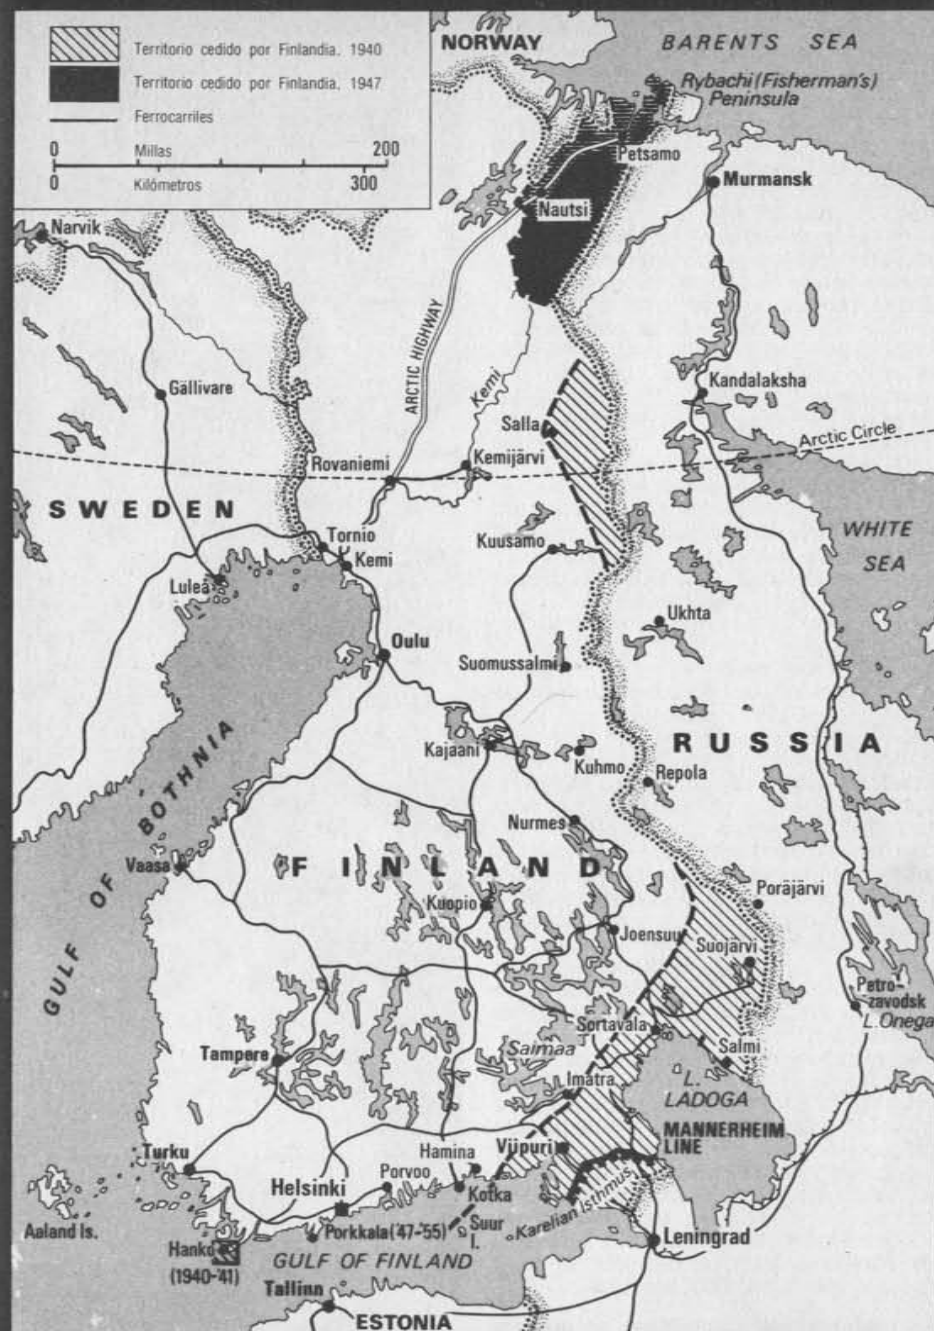 Territorio cedido por Finlandia. 1940
Territorio cedido por Finlandia. 1947
Ferrocarriles
0 Millas 200
0 Kilómetros 300
NORWAY
BARENTS SEA
Rybachi (Fisherman's)
Peninsula
Petsamo
Murmansk
Nautsi
Narvik
ARCTIC HIGHWAY
Kemi
Gällivare
Kandalaksha
Salla
Arctic Circle
Rovaniemi
Kemijärvi
SWEDEN
Tornio
Kemi
Kuusamo
WHITE
SEA
Lulea
Ukhta
Oulu
Suomussalmi
GULF OF BOTHNIA
RUSSIA
Kajaani
Kuhmo
Repola
Nurmes
Vaasa
FINLAND
Porajärvi
Kuopio
Joensuu
Suojärvi
Petro-
zavodsk
L. Onega
Sortavala
Tampere
Saimaa
Salmi
Imatra
L.
LADOGA
MANNERHEIM
LINE
Turku
Hamina
Viipuri
Helsinki
Porvoo
Kotka
Karelian Isthmus
Aaland Is.
Porkkala ('47-'55)
Suur
I.
Leningrad
Hanko
(1940-'41)
GULF OF FINLAND
Tallinn
ESTONIA